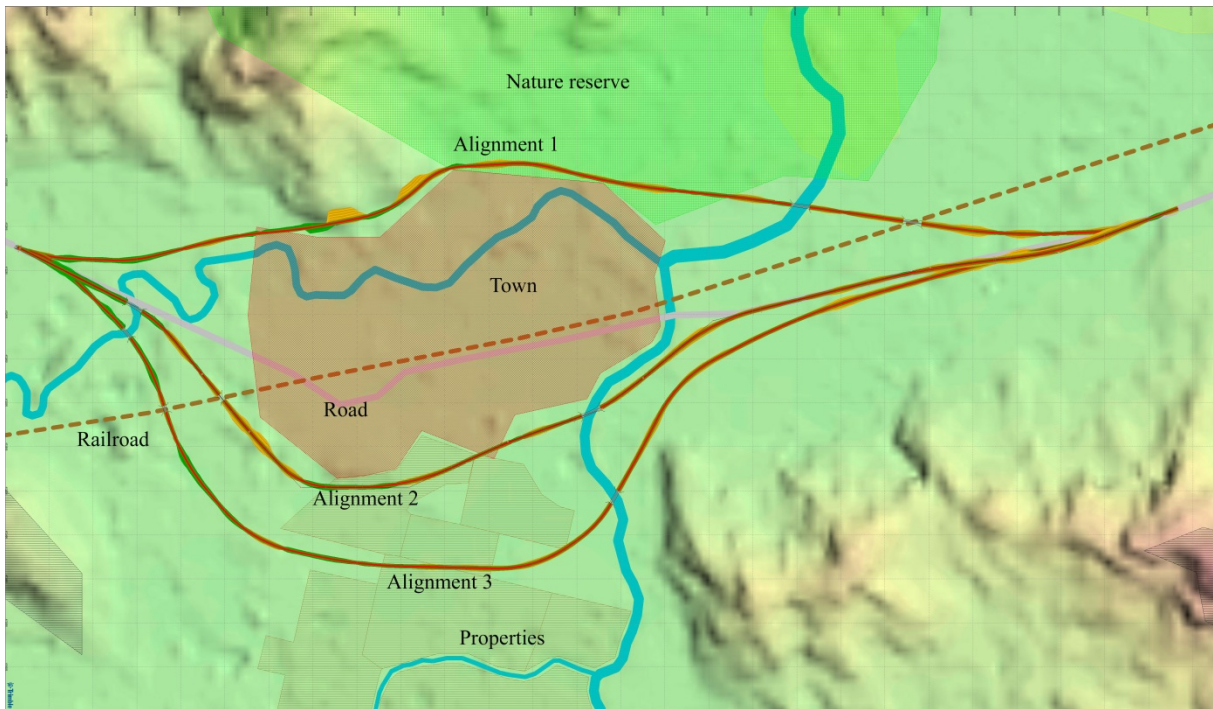 Nature reserve
Alignment 1
Town
Road
Railroad
Alignment 2
Alignment 3
Properties